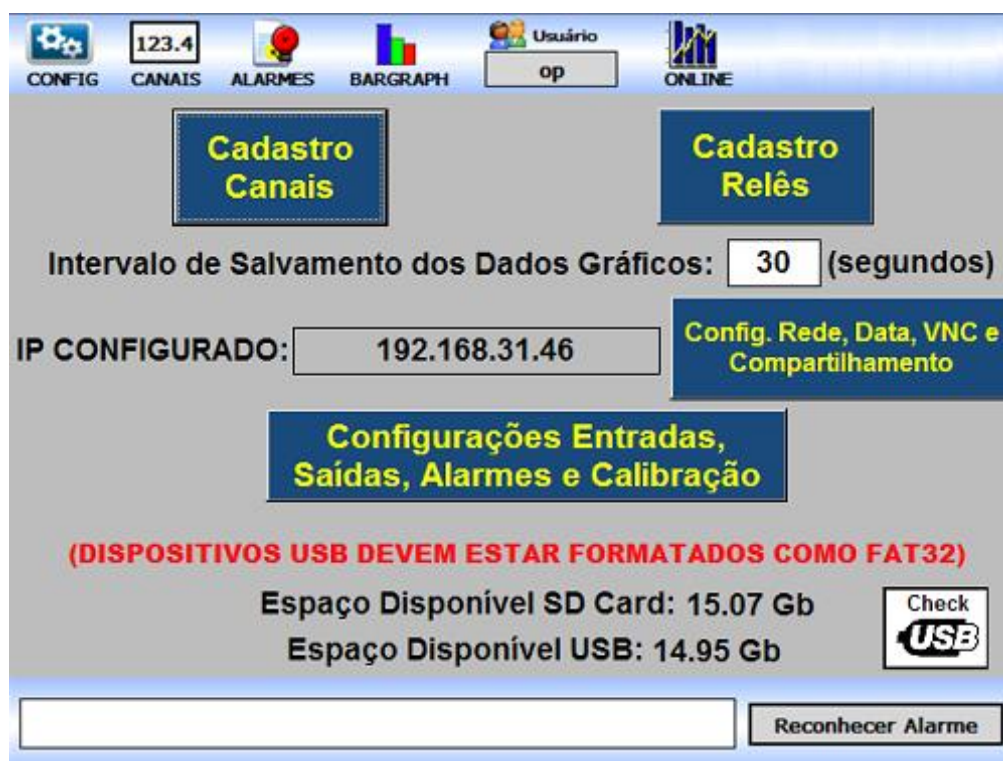 CONFIG
123.4
CANAIS
ALARMES
BARGRAPH
Usuário
op
ONLINE
Cadastro
Canais
Cadastro
Relês
Intervalo de Salvamento dos Dados Gráficos: 30 (segundos)
IP CONFIGURADO: 192.168.31.46
Config. Rede, Data, VNC e
Compartilhamento
Configurações Entradas,
Saídas, Alarmes e Calibração
(DISPOSITIVOS USB DEVEM ESTAR FORMATADOS COMO FAT32)
Espaço Disponível SD Card: 15.07 Gb
Espaço Disponível USB: 14.95 Gb
Check
USB
Reconhecer Alarme